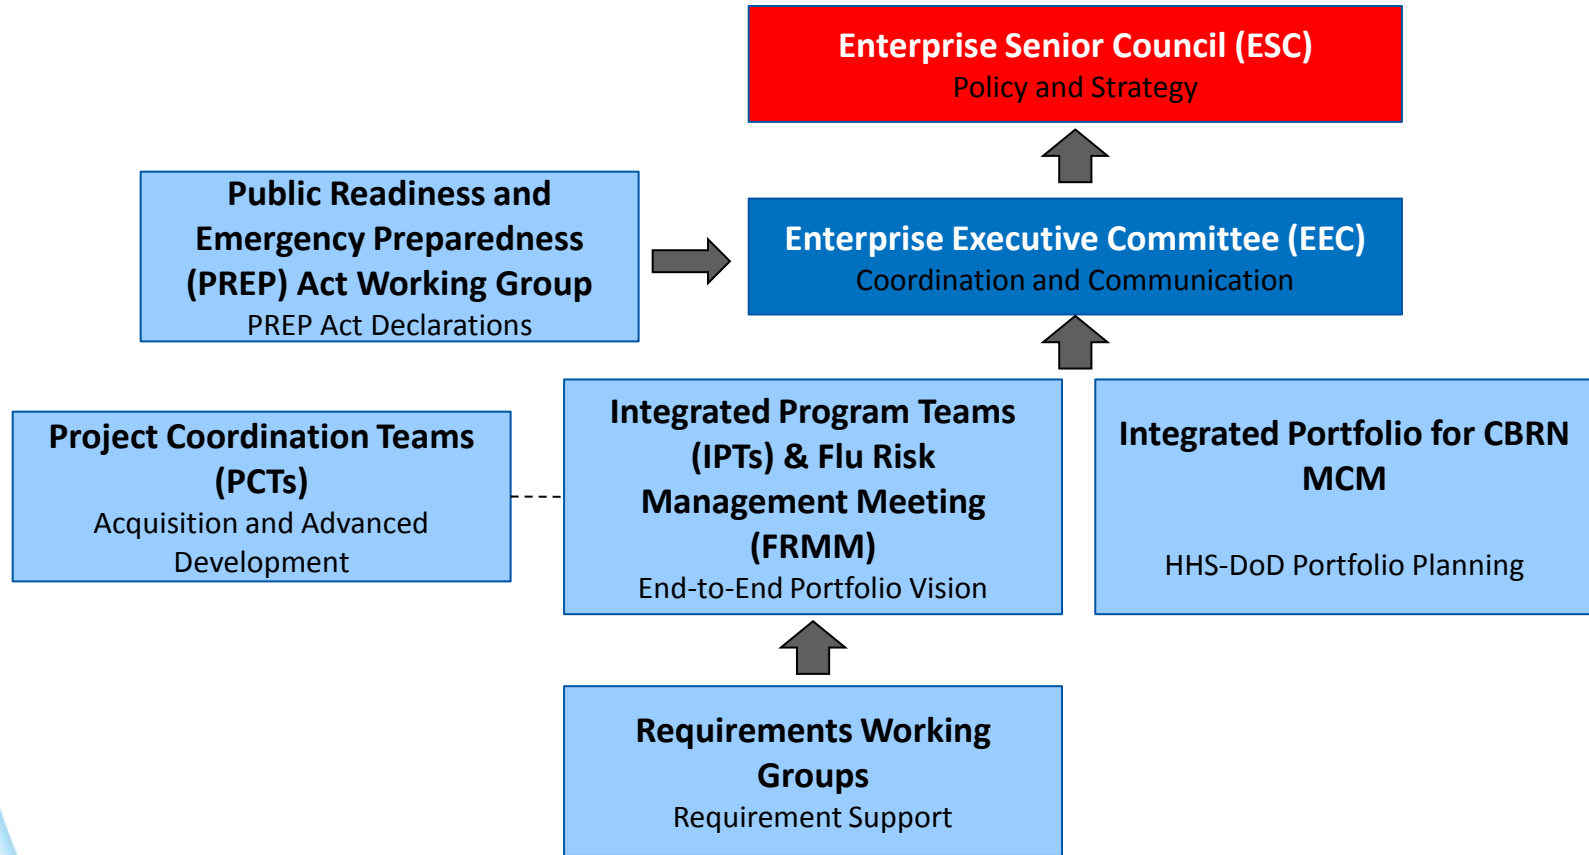 Enterprise Senior Council (ESC)
Policy and Strategy
Public Readiness and
Emergency Preparedness
(PREP) Act Working Group
PREP Act Declarations
Enterprise Executive Committee (EEC)
Coordination and Communication
Project Coordination Teams
(PCTs)
Acquisition and Advanced
Development
Integrated Program Teams
(IPTs) & Flu Risk
Management Meeting
(FRMM)
End-to-End Portfolio Vision
Integrated Portfolio for CBRN
MCM
HHS-DoD Portfolio Planning
Requirements Working
Groups
Requirement Support